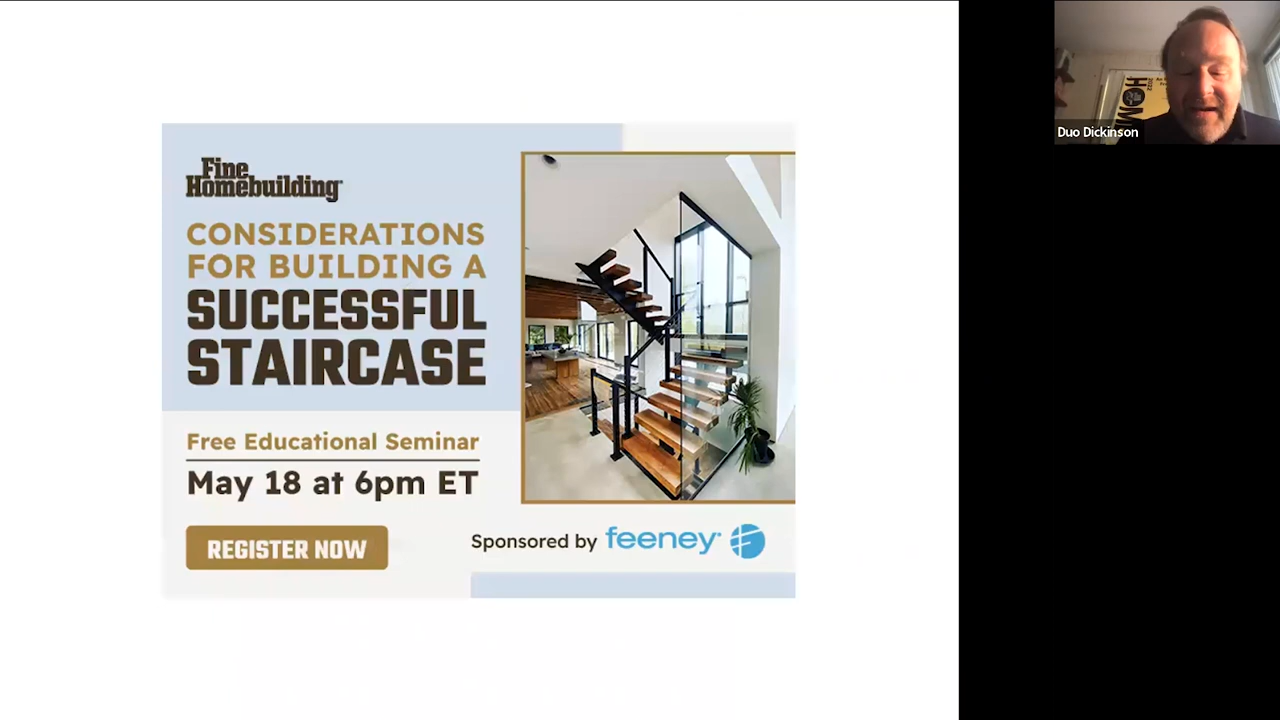 Fine
Homebuilding
CONSIDERATIONS
FOR BUILDING A
SUCCESSFUL
STAIRCASE
Free Educational Seminar
May 18 at 6pm ET
REGISTER NOW
Sponsored by feeney
Duo Dickinson
2022